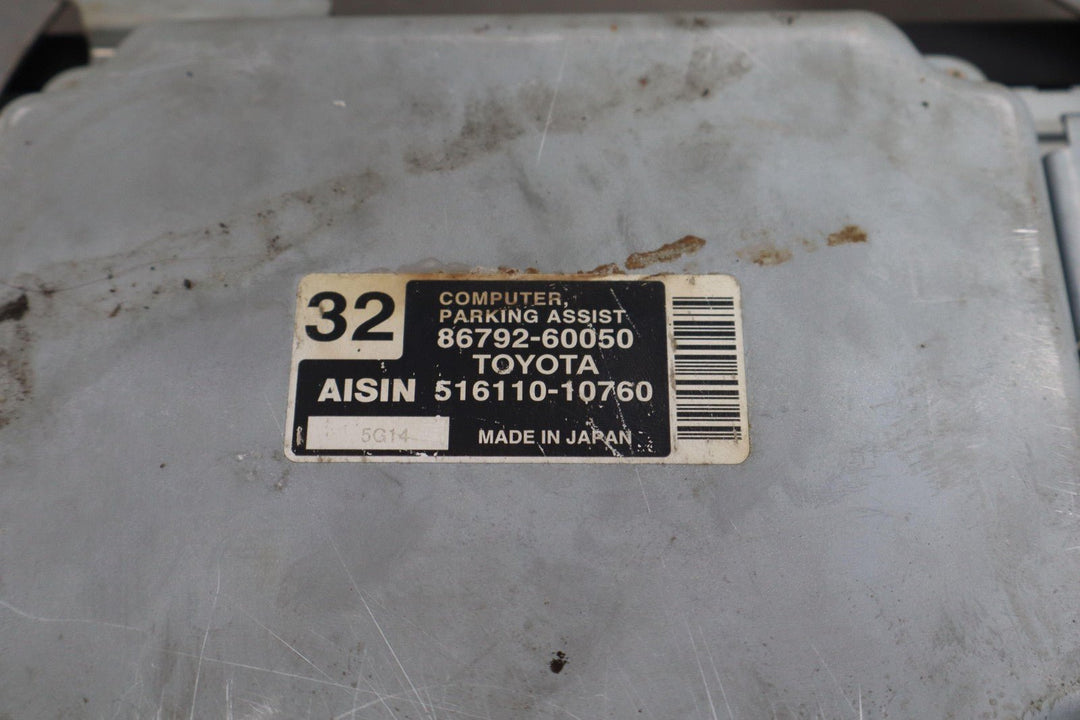 32
COMPUTER,
PARKING ASSIST
86792-60050
TOYOTA
AISIN 516110-10760
5G14
MADE IN JAPAN